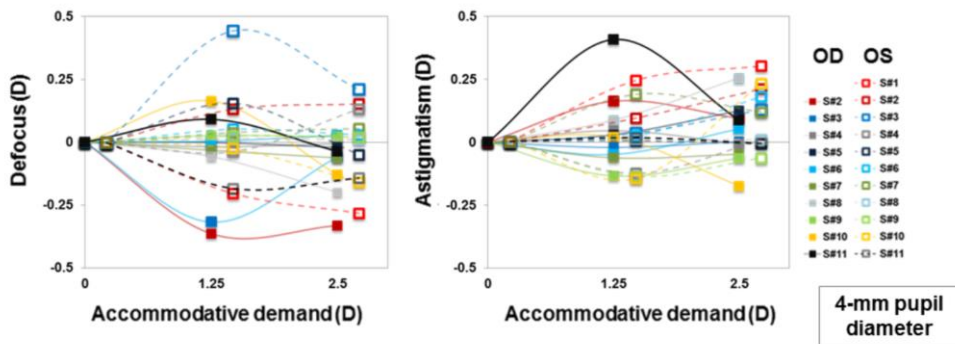 0.5
0.25
0
-0.25
-0.5
Defocus (D)
0
1.25
2.5
Accommodative demand (D)
0.5
0.25
0
-0.25
-0.5
Astigmatism (D)
0
1.25
2.5
Accommodative demand (D)
OD OS
S#1
S#2 S#2
S#3 S#3
S#4 S#4
S#5 S#5
S#6 S#6
S#7 S#7
S#8 S#8
S#9 S#9
S#10 S#10
S#11 S#11
4-mm pupil
diameter